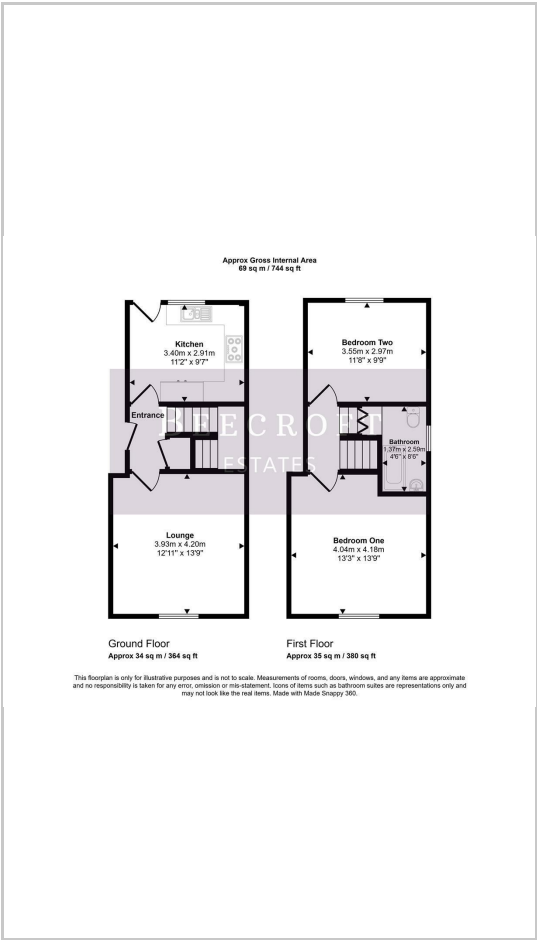 Approx Gross Internal Area
69 sq m / 744 sq ft
Kitchen
3.40m x 2.91m
11'2" x 9'7"
Bedroom Two
3.55m x 2.97m
11'8" x 9'9"
Entrance
BEECROFT
ESTATES
Bathroom
1.37m x 2.59m
4'6" x 8'6"
Lounge
3.93m x 4.20m
12'11" x 13'9"
Bedroom One
4.04m x 4.18m
13'3" x 13'9"
Ground Floor
Approx 34 sq m / 364 sq ft
First Floor
Approx 35 sq m / 380 sq ft
This floorplan is only for illustrative purposes and is not to scale. Measurements of rooms, doors, windows, and any items are approximate
and no responsibility is taken for any error, omission or mis-statement. Icons of items such as bathroom suites are representations only and
may not look like the real items. Made with Made Snappy 360.